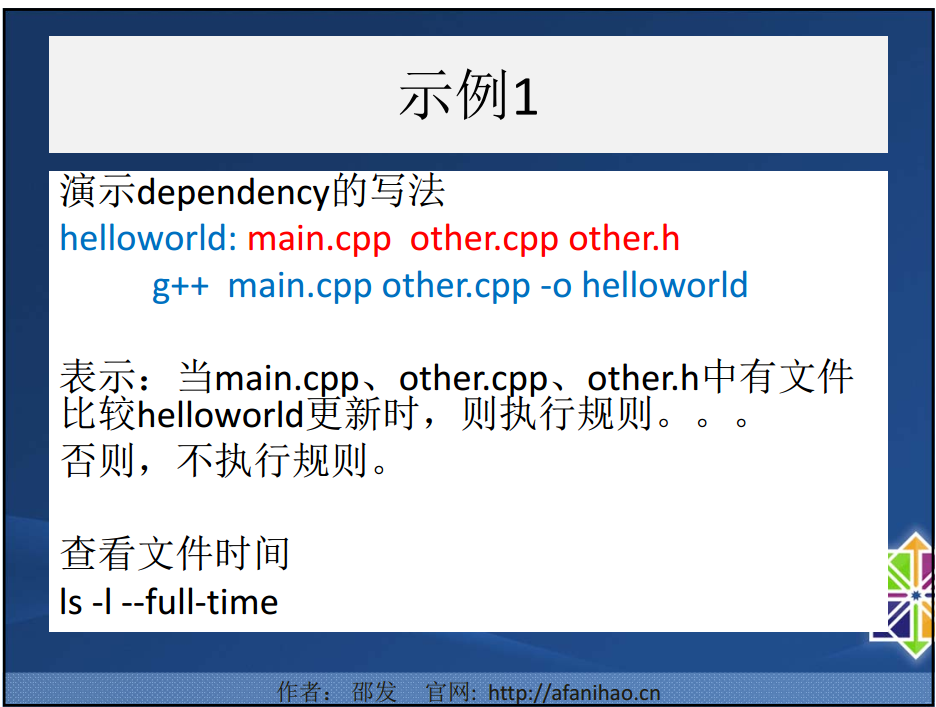 示例1
演示dependency的写法
helloworld: main.cpp  other.cpp other.h
g++  main.cpp other.cpp -o helloworld
表示：当main.cpp、other.cpp、other.h中有文件
比较helloworld更新时，则执行规则。。。
否则，不执行规则。
查看文件时间
ls -l --full-time
作者： 邵发 官网: http://afanihao.cn